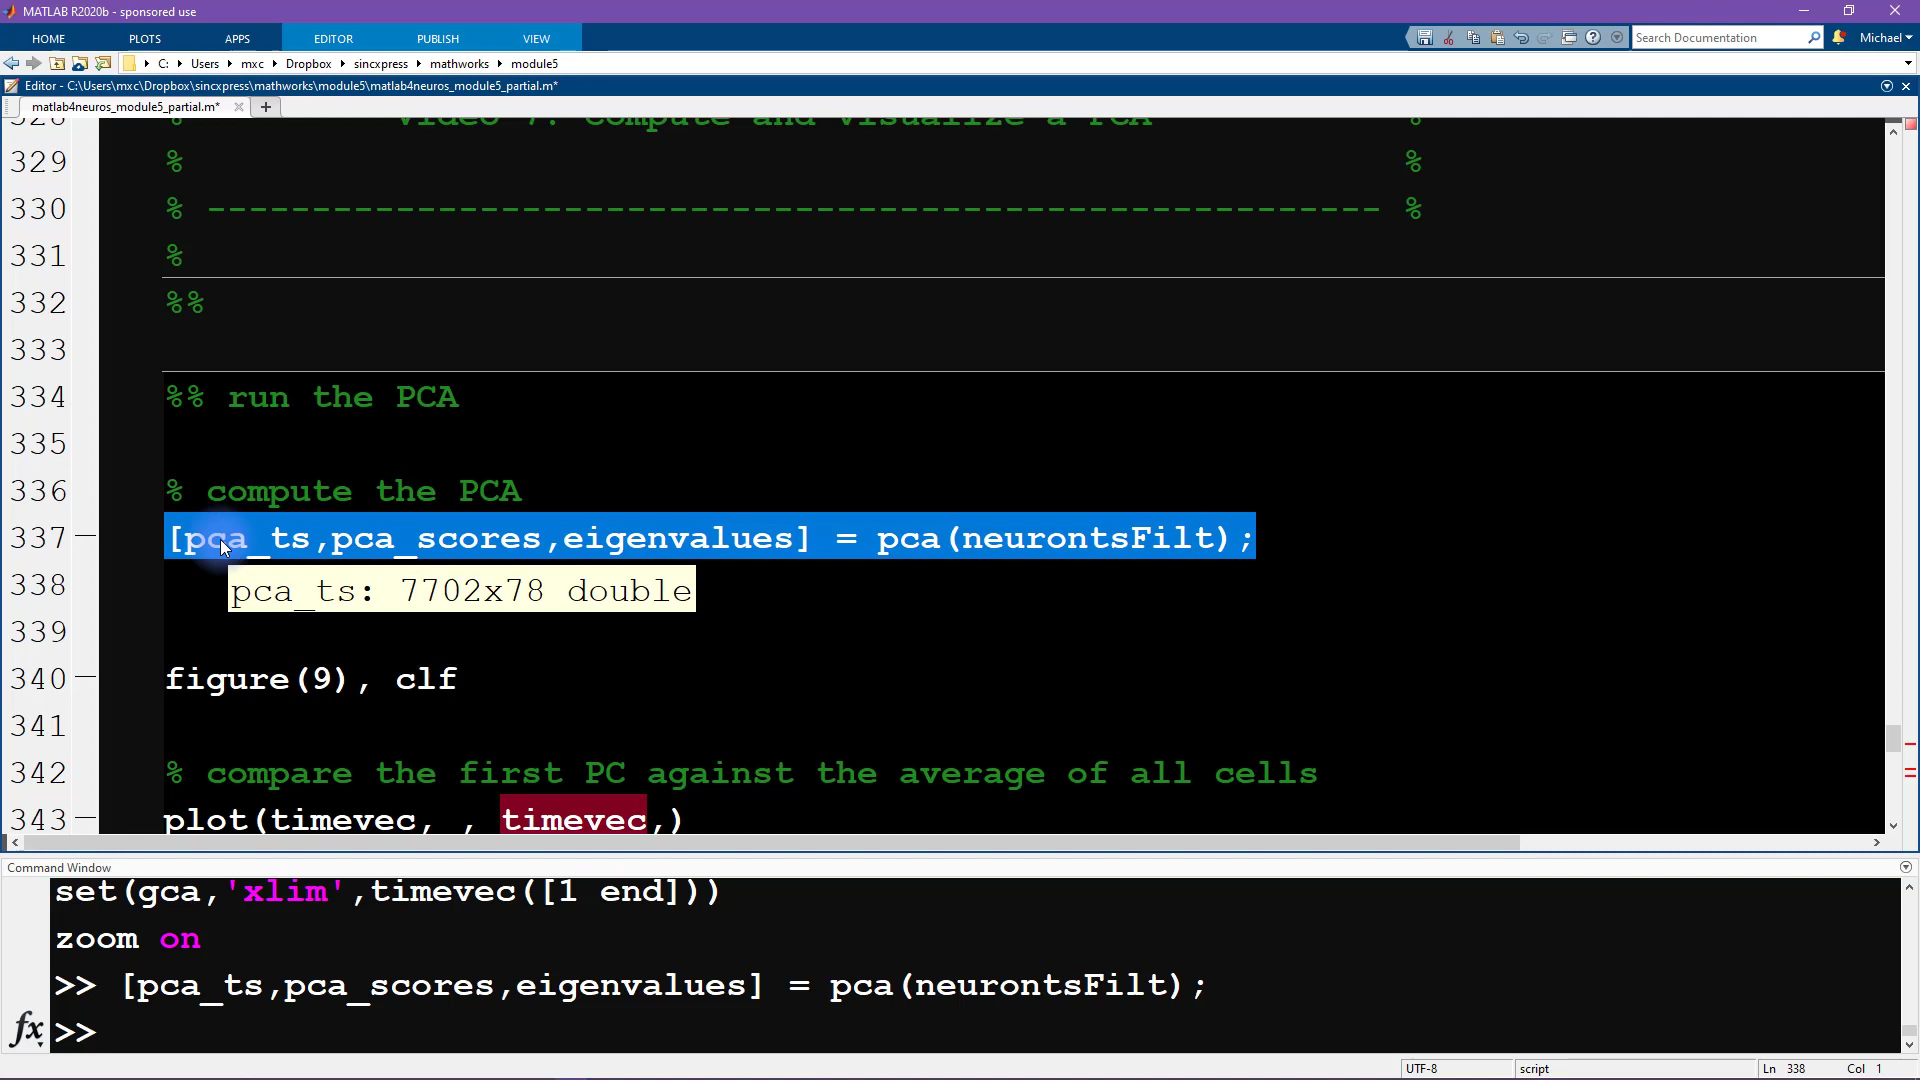 MATLAB R2020b - sponsored use
HOME PLOTS APPS EDITOR PUBLISH VIEW Search Documentation Michael
C: Users mxc Dropbox sincxpress mathworks module5
Editor - C:\Users\mxc\Dropbox\sincxpress\mathworks\module5\matlab4neuros_module5_partial.m*
matlab4neuros_module5_partial.m*
328 % Video 7: Compute and visualize a PCA %
329 % %
330 % -------------------------------------------------------- %
331 %
332 %%
333
334 %% run the PCA
335
336 % compute the PCA
337 [pca_ts,pca_scores,eigenvalues] = pca(neurontsFilt);
338 pca_ts: 7702x78 double
339
340 figure(9), clf
341
342 % compare the first PC against the average of all cells
343 plot(timevec, , timevec,)
Command Window
set(gca,'xlim',timevec([1 end]))
zoom on
>> [pca_ts,pca_scores,eigenvalues] = pca(neurontsFilt);
fx >>
UTF-8 script Ln 338 Col 1